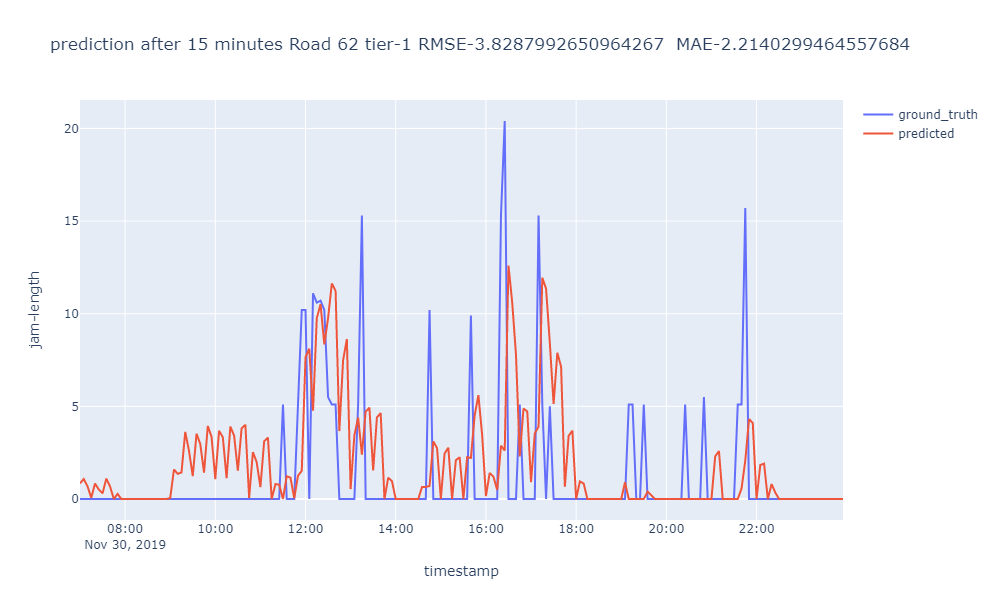 prediction after 15 minutes Road 62 tier-1 RMSE-3.8287992650964267  MAE-2.2140299464557684
ground_truth
predicted
20
15
10
5
0
jam-length
08:00 10:00 12:00 14:00 16:00 18:00 20:00 22:00
Nov 30, 2019
timestamp